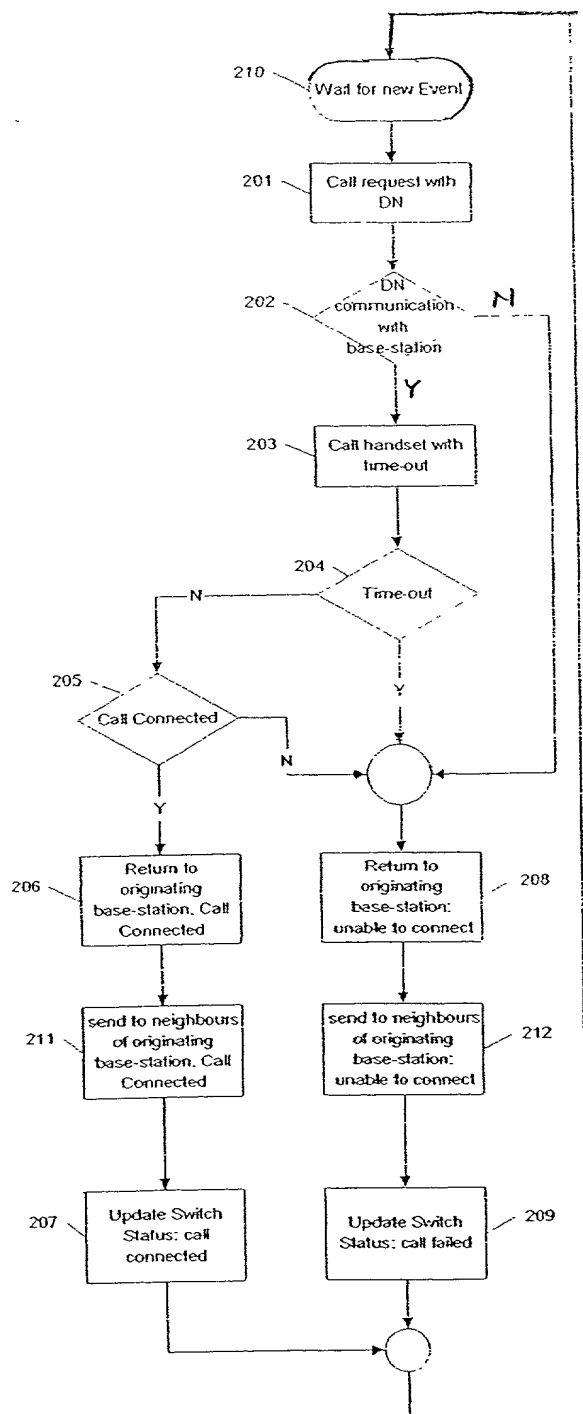 210
Wait for new Event
201
Call request with
DN
202
DN
communication
with
base-station
N
Y
203
Call handset with
time-out
204
Time-out
N
Y
205
Call Connected
N
Y
206
Return to
originating
base-station, Call
Connected
Return to
originating
base-station:
unable to connect
208
211
send to neighbours
of originating
base-station, Call
Connected
send to neighbours
of originating
base-station:
unable to connect
212
207
Update Switch
Status: call
connected
Update Switch
Status: call failed
209